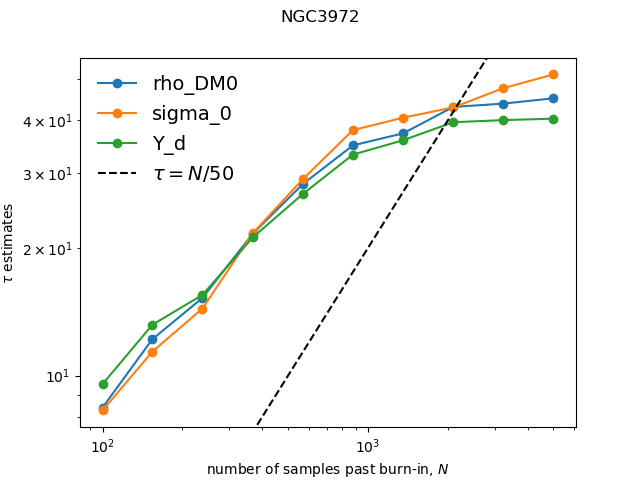 NGC3972
rho_DM0
sigma_0
Y_d
τ = N/50
4 × 10¹
3 × 10¹
2 × 10¹
10¹
τ estimates
10² 10³
number of samples past burn-in, N